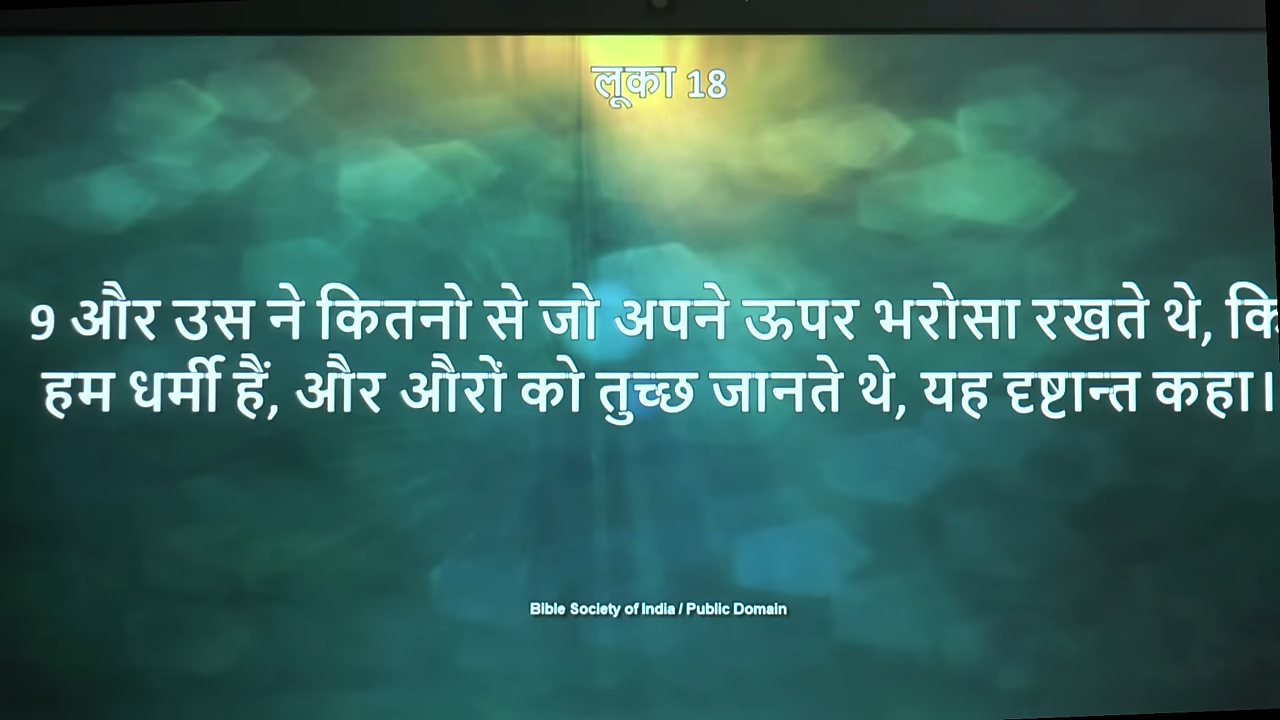 लूका 18
9 और उस ने कितनो से जो अपने ऊपर भरोसा रखते थे, कि
हम धर्मी हैं, और औरों को तुच्छ जानते थे, यह दृष्टान्त कहा।
Bible Society of India / Public Domain